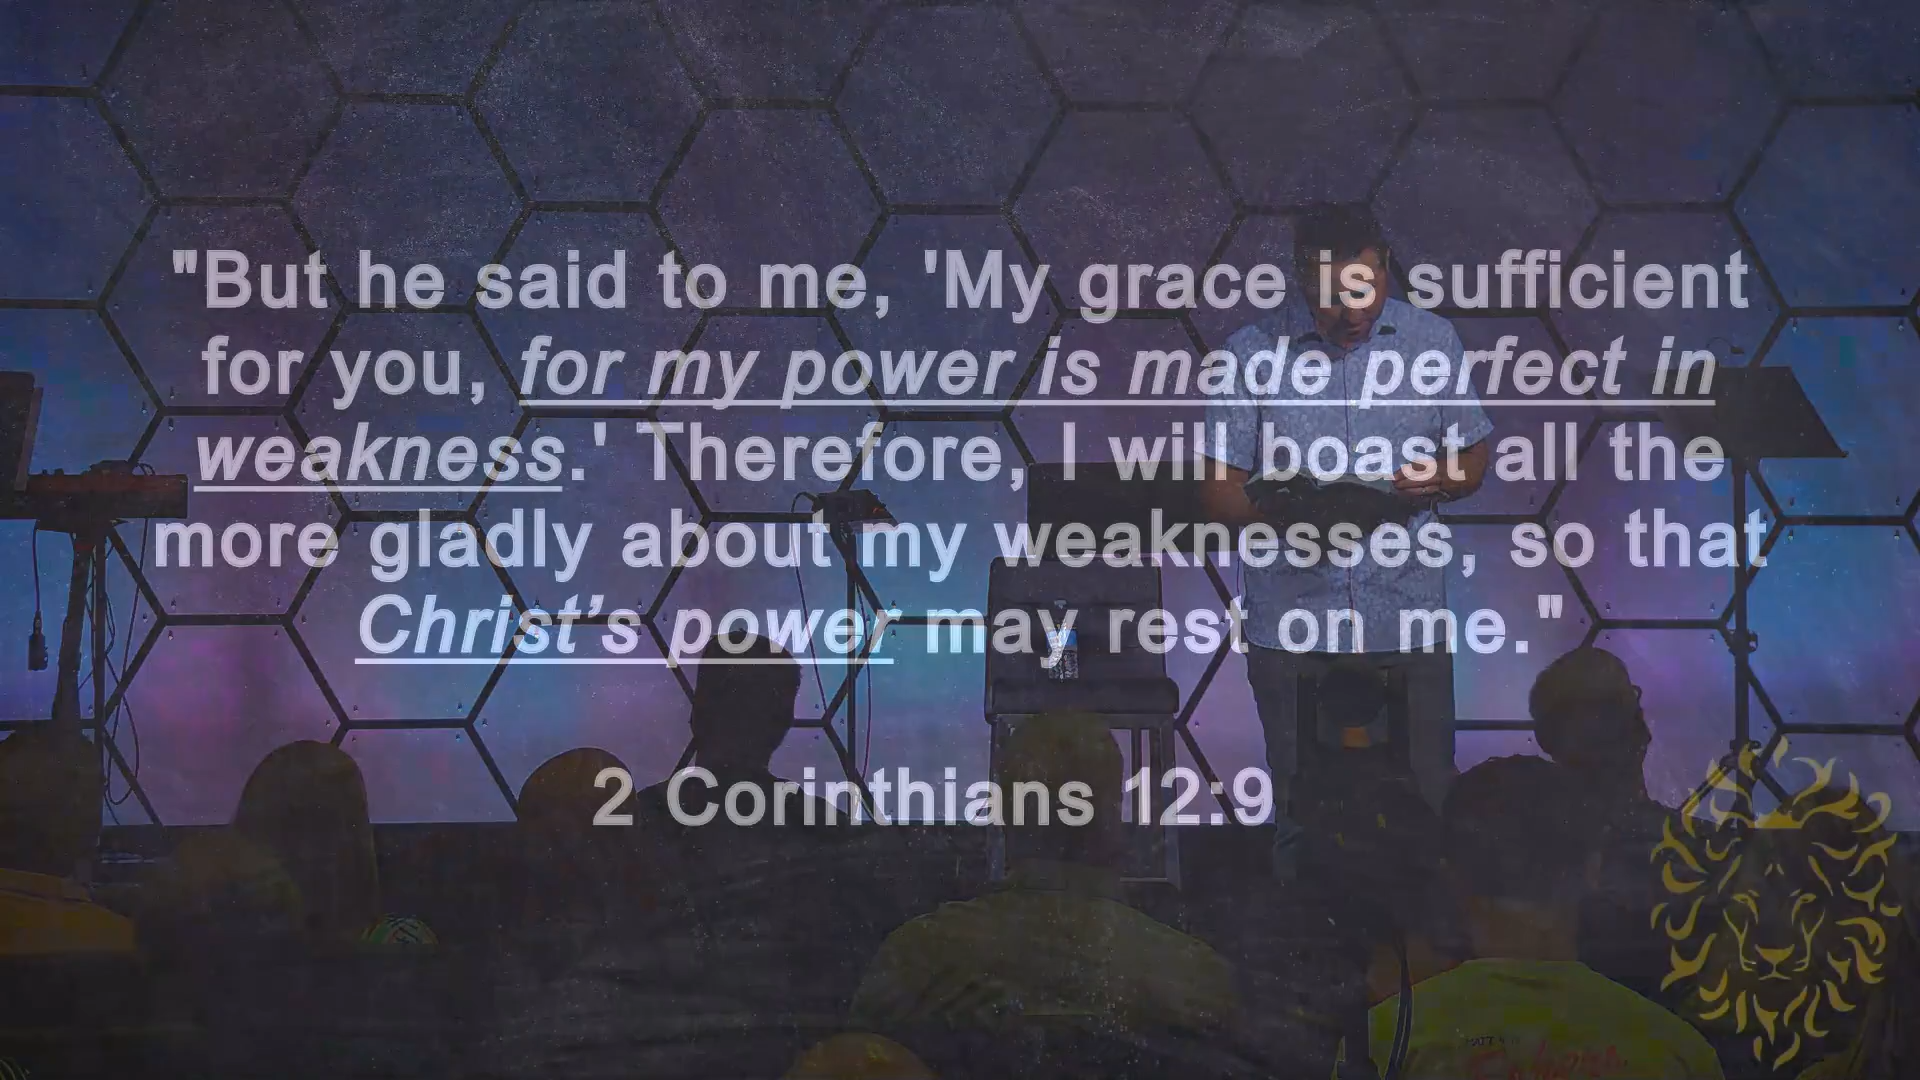 "But he said to me, 'My grace is sufficient
for you, for my power is made perfect in
weakness.' Therefore, I will boast all the
more gladly about my weaknesses, so that
Christ’s power may rest on me."
2 Corinthians 12:9